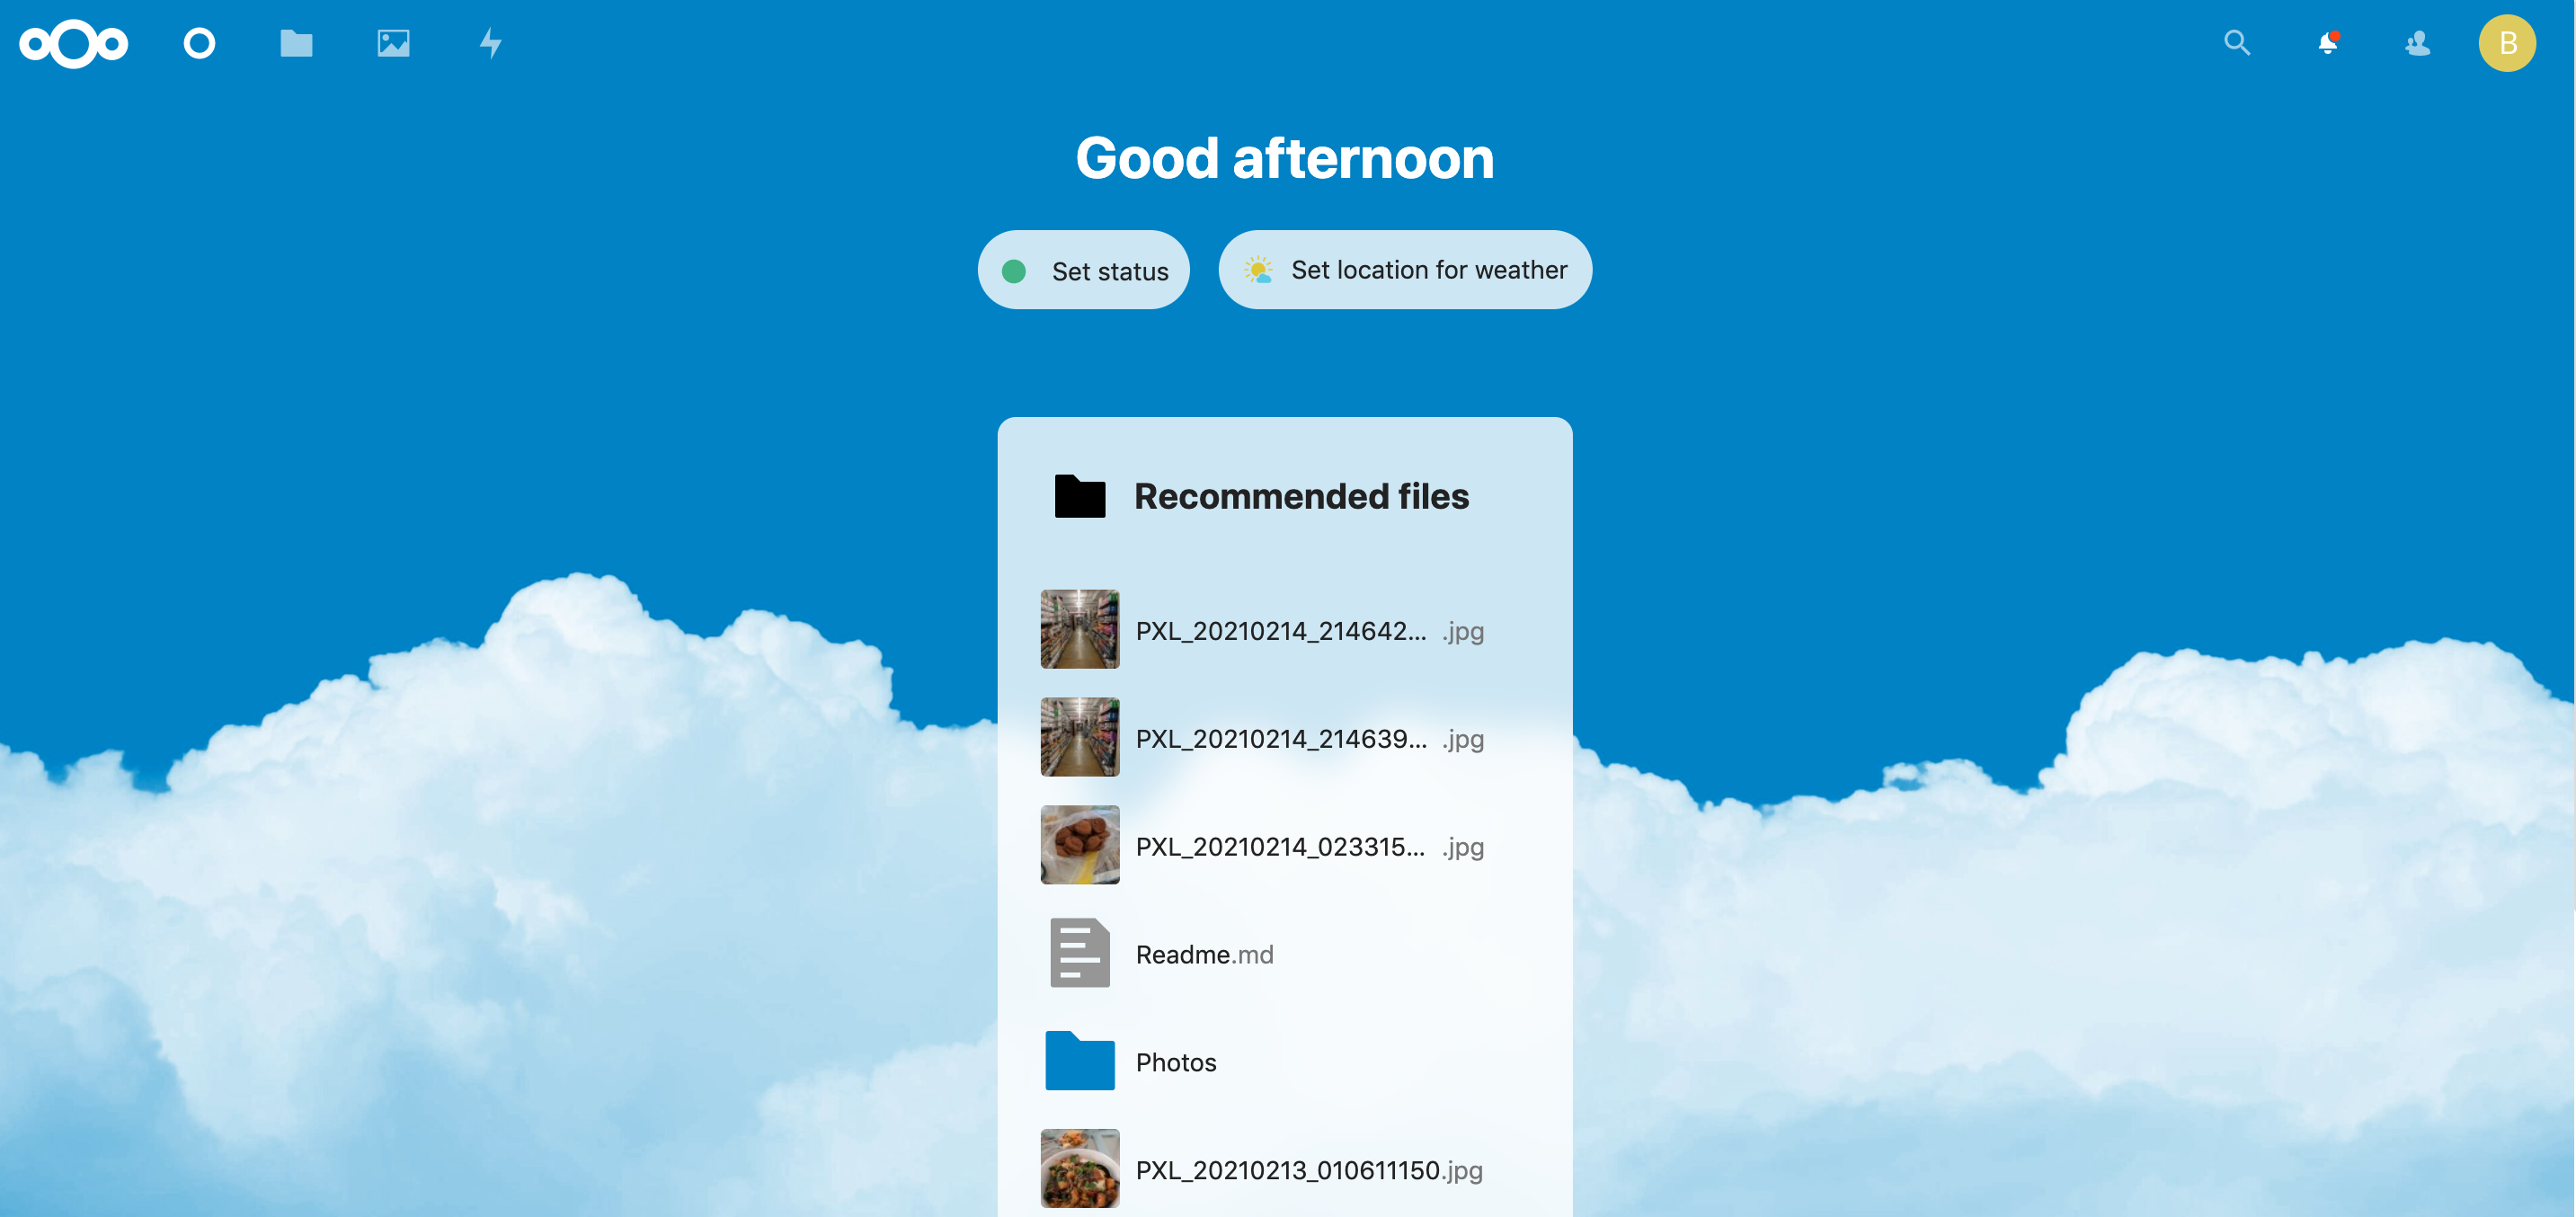 B
Good afternoon
Set status
Set location for weather
Recommended files
PXL_20210214_214642... .jpg
PXL_20210214_214639... .jpg
PXL_20210214_023315... .jpg
Readme.md
Photos
PXL_20210213_010611150.jpg